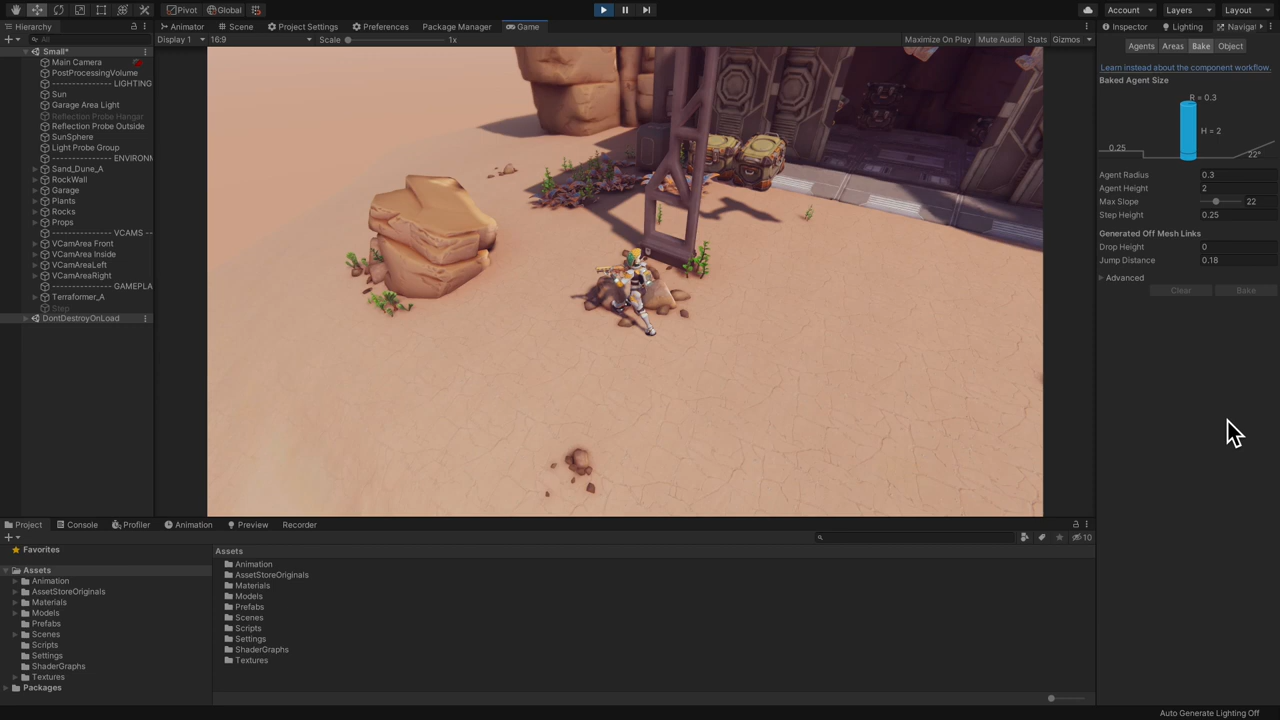 Pivot Global Account Layers Layout
Hierarchy Animator Scene Project Settings Preferences Package Manager Game Inspector Lighting Navigat
All Display 1 16:9 Scale 1x Maximize On Play Mute Audio Stats Gizmos Agents Areas Bake Object
Small*
Main Camera
PostProcessingVolume
--------------- LIGHTING
Sun
Garage Area Light
Reflection Probe Hangar
Reflection Probe Outside
SunSphere
Light Probe Group
--------------- ENVIRONM
Sand_Dune_A
RockWall
Garage
Plants
Rocks
Props
--------------- VCAMS --
VCamArea Front
VCamArea Inside
VCamAreaLeft
VCamAreaRight
--------------- GAMEPLA
Terraformer_A
Step
DontDestroyOnLoad
Learn instead about the component workflow.
Baked Agent Size
R = 0.3
H = 2
0.25
22°
Agent Radius 0.3
Agent Height 2
Max Slope 22
Step Height 0.25
Generated Off Mesh Links
Drop Height 0
Jump Distance 0.18
Advanced
Clear Bake
Project Console Profiler Animation Preview Recorder
10
Favorites
Assets
Animation
AssetStoreOriginals
Materials
Models
Prefabs
Scenes
Scripts
Settings
ShaderGraphs
Textures
Packages
Assets
Animation
AssetStoreOriginals
Materials
Models
Prefabs
Scenes
Scripts
Settings
ShaderGraphs
Textures
Auto Generate Lighting Off